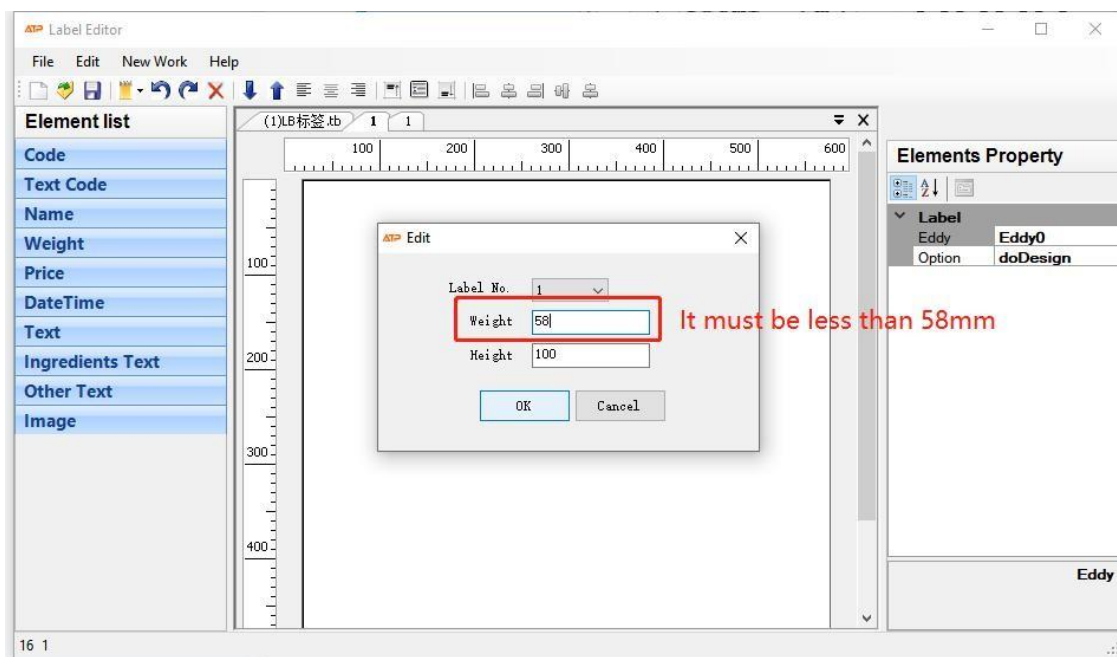 ATP Label Editor
File Edit New Work Help
Element list
Code
Text Code
Name
Weight
Price
DateTime
Text
Ingredients Text
Other Text
Image
(1)LB标签.tb 1 1
100 200 300 400 500 600
100
200
300
400
ATP Edit
Label No. 1
Weight 58
Height 100
OK Cancel
It must be less than 58mm
Elements Property
Label
Eddy Eddy0
Option doDesign
Eddy
16 1